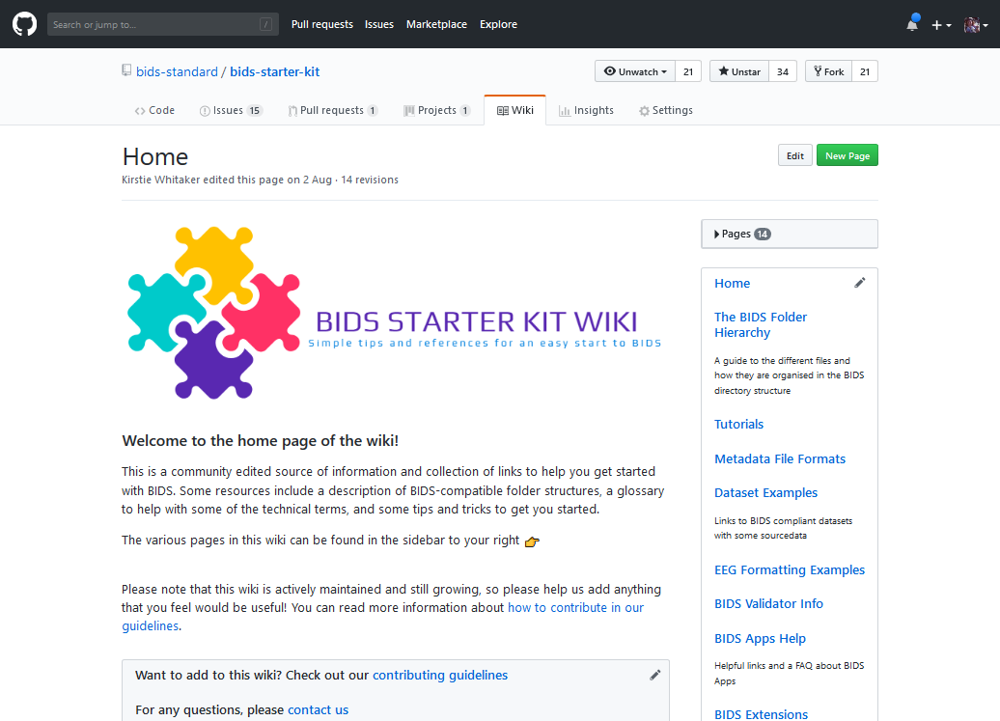 Search or jump to... /
Pull requests Issues Marketplace Explore
bids-standard / bids-starter-kit
Unwatch 21 Unstar 34 Fork 21
Code Issues 15 Pull requests 1 Projects 1 Wiki Insights Settings
Home
Edit New Page
Kirstie Whitaker edited this page on 2 Aug · 14 revisions
BIDS STARTER KIT WIKI
Simple tips and references for an easy start to BIDS
Welcome to the home page of the wiki!
This is a community edited source of information and collection of links to help you get started
with BIDS. Some resources include a description of BIDS-compatible folder structures, a glossary
to help with some of the technical terms, and some tips and tricks to get you started.
The various pages in this wiki can be found in the sidebar to your right 👉
Please note that this wiki is actively maintained and still growing, so please help us add anything
that you feel would be useful! You can read more information about how to contribute in our
guidelines.
Want to add to this wiki? Check out our contributing guidelines
For any questions, please contact us
Pages 14
Home
The BIDS Folder
Hierarchy
A guide to the different files and
how they are organised in the BIDS
directory structure
Tutorials
Metadata File Formats
Dataset Examples
Links to BIDS compliant datasets
with some sourcedata
EEG Formatting Examples
BIDS Validator Info
BIDS Apps Help
Helpful links and a FAQ about BIDS
Apps
BIDS Extensions